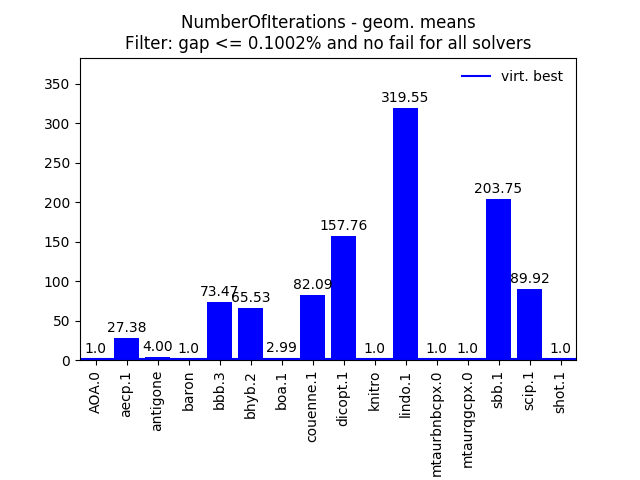 NumberOfIterations - geom. means
Filter: gap <= 0.1002% and no fail for all solvers
virt. best
350
300
250
200
150
100
50
0
1.0
27.38
4.00
1.0
73.47
65.53
2.99
82.09
157.76
1.0
319.55
1.0
1.0
203.75
89.92
1.0
AOA.0
aecp.1
antigone
baron
bbb.3
bhyb.2
boa.1
couenne.1
dicopt.1
knitro
lindo.1
mtaurbnbcpx.0
mtaurqgcpx.0
sbb.1
scip.1
shot.1